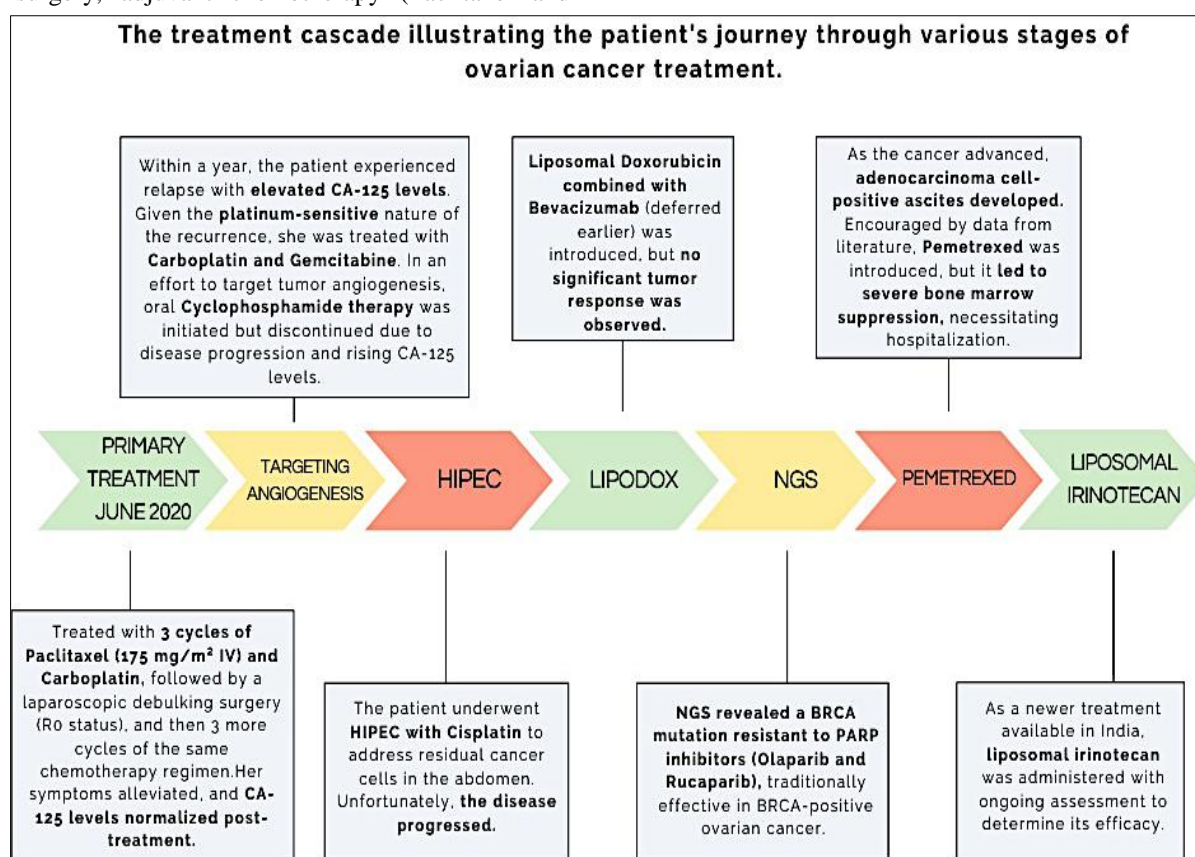 The treatment cascade illustrating the patient's journey through various stages of
ovarian cancer treatment.
Within a year, the patient experienced
relapse with elevated CA-125 levels.
Given the platinum-sensitive nature of
the recurrence, she was treated with
Carboplatin and Gemcitabine. In an
effort to target tumor angiogenesis,
oral Cyclophosphamide therapy was
initiated but discontinued due to
disease progression and rising CA-125
levels.
Liposomal Doxorubicin
combined with
Bevacizumab (deferred
earlier) was
introduced, but no
significant tumor
response was
observed.
As the cancer advanced,
adenocarcinoma cell-
positive ascites developed.
Encouraged by data from
literature, Pemetrexed was
introduced, but it led to
severe bone marrow
suppression, necessitating
hospitalization.
PRIMARY
TREATMENT
JUNE 2020
TARGETING
ANGIOGENESIS
HIPEC
LIPODOX
NGS
PEMETREXED
LIPOSOMAL
IRINOTECAN
Treated with 3 cycles of
Paclitaxel (175 mg/m² IV) and
Carboplatin, followed by a
laparoscopic debulking surgery
(R0 status), and then 3 more
cycles of the same
chemotherapy regimen.Her
symptoms alleviated, and CA-
125 levels normalized post-
treatment.
The patient underwent
HIPEC with Cisplatin to
address residual cancer
cells in the abdomen.
Unfortunately, the disease
progressed.
NGS revealed a BRCA
mutation resistant to PARP
inhibitors (Olaparib and
Rucaparib), traditionally
effective in BRCA-positive
ovarian cancer.
As a newer treatment
available in India,
liposomal irinotecan
was administered with
ongoing assessment to
determine its efficacy.